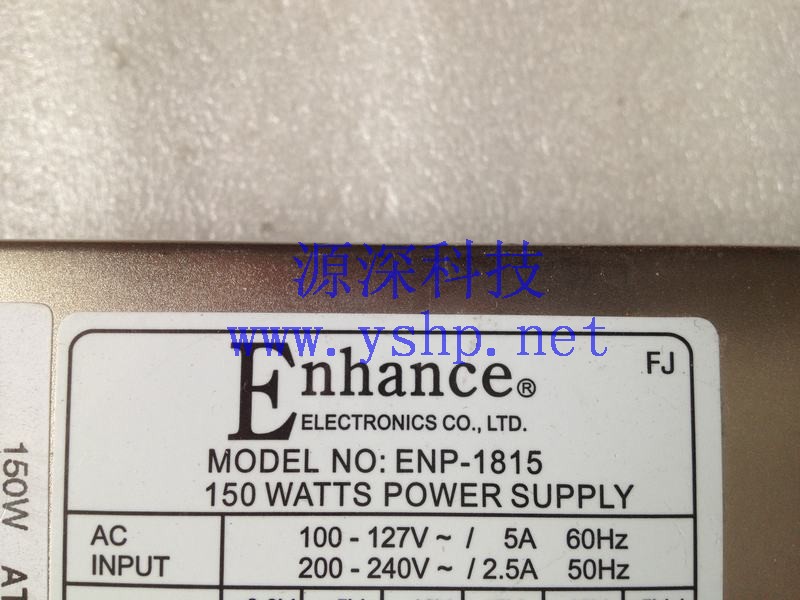 源深科技
www.yshp.net
Enhance®
FJ
ELECTRONICS CO., LTD.
MODEL NO: ENP-1815
150 WATTS POWER SUPPLY
AC INPUT
100 - 127V ~ / 5A 60Hz
200 - 240V ~ / 2.5A 50Hz
150W AT